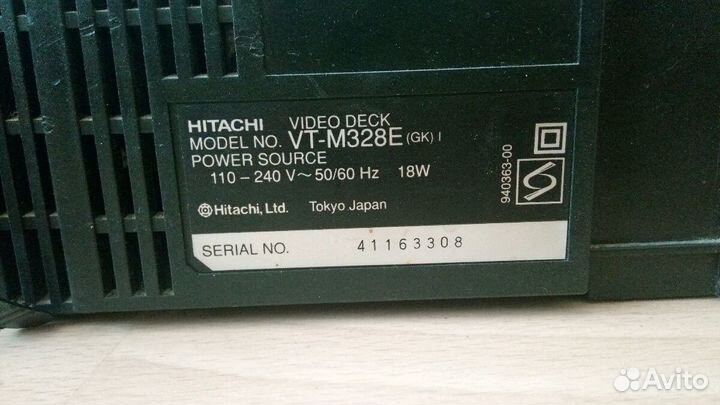 HITACHI VIDEO DECK
MODEL NO. VT-M328E (GK) I
POWER SOURCE
110 – 240 V ~ 50/60 Hz 18W
Hitachi, Ltd. Tokyo Japan
SERIAL NO. 41163308
940363-00
Avito